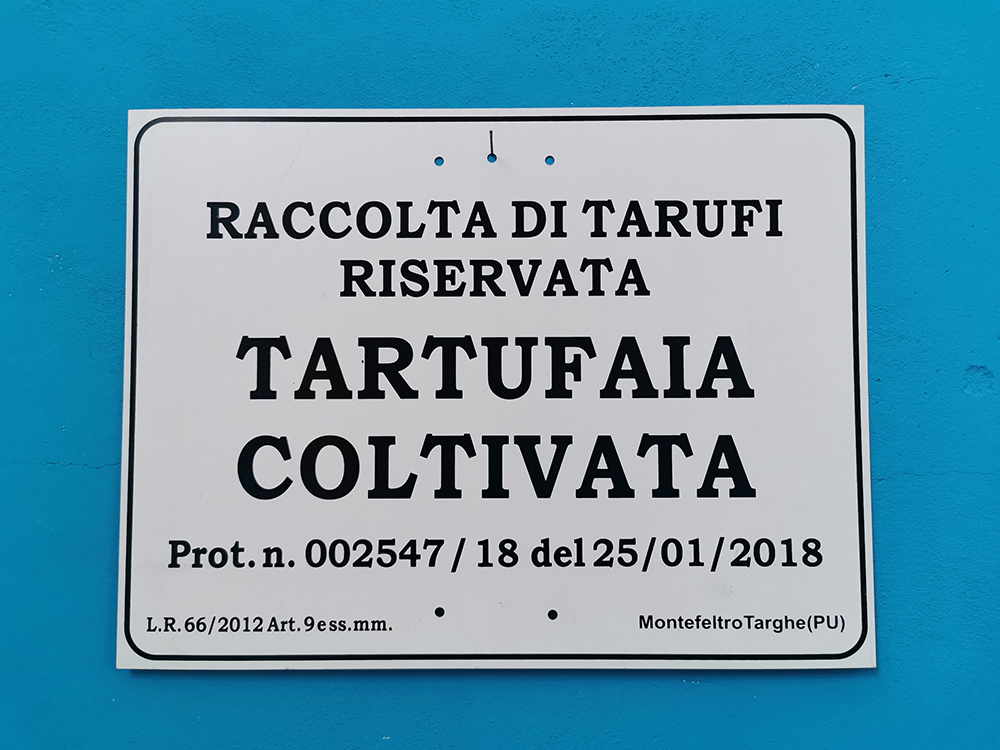 RACCOLTA DI TARUFI
RISERVATA
TARTUFAIA
COLTIVATA
Prot. n. 002547/18 del 25/01/2018
L.R. 66/2012 Art. 9 e ss.mm.
MontefeltroTarghe(PU)